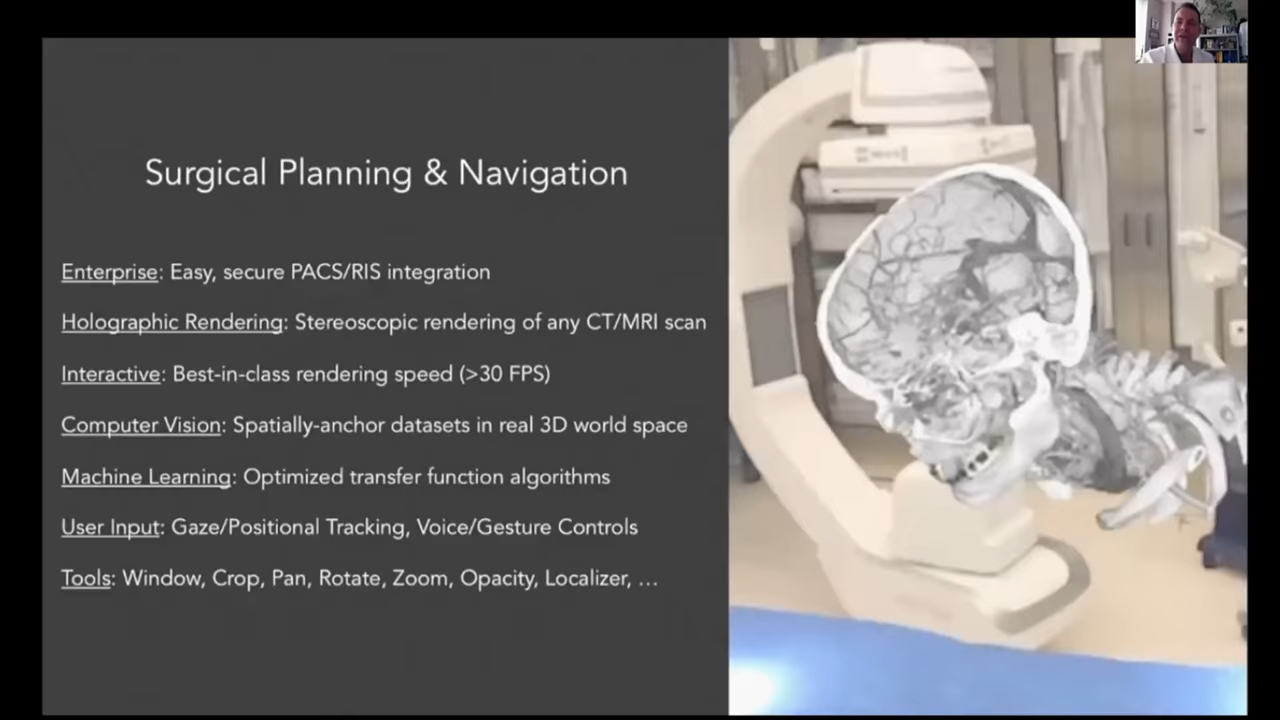 Surgical Planning & Navigation
Enterprise: Easy, secure PACS/RIS integration
Holographic Rendering: Stereoscopic rendering of any CT/MRI scan
Interactive: Best-in-class rendering speed (>30 FPS)
Computer Vision: Spatially-anchor datasets in real 3D world space
Machine Learning: Optimized transfer function algorithms
User Input: Gaze/Positional Tracking, Voice/Gesture Controls
Tools: Window, Crop, Pan, Rotate, Zoom, Opacity, Localizer, …